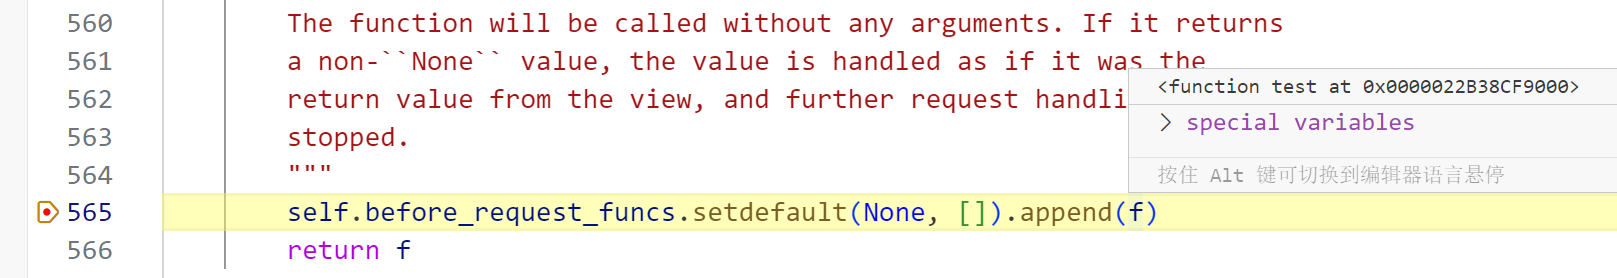 560 The function will be called without any arguments. If it returns
561 a non-``None`` value, the value is handled as if it was the
<function test at 0x0000022B38CF9000>
562 return value from the view, and further request handli
> special variables
563 stopped.
564 """
按住 Alt 键可切换到编辑器语言悬停
565 self.before_request_funcs.setdefault(None, []).append(f)
566 return f